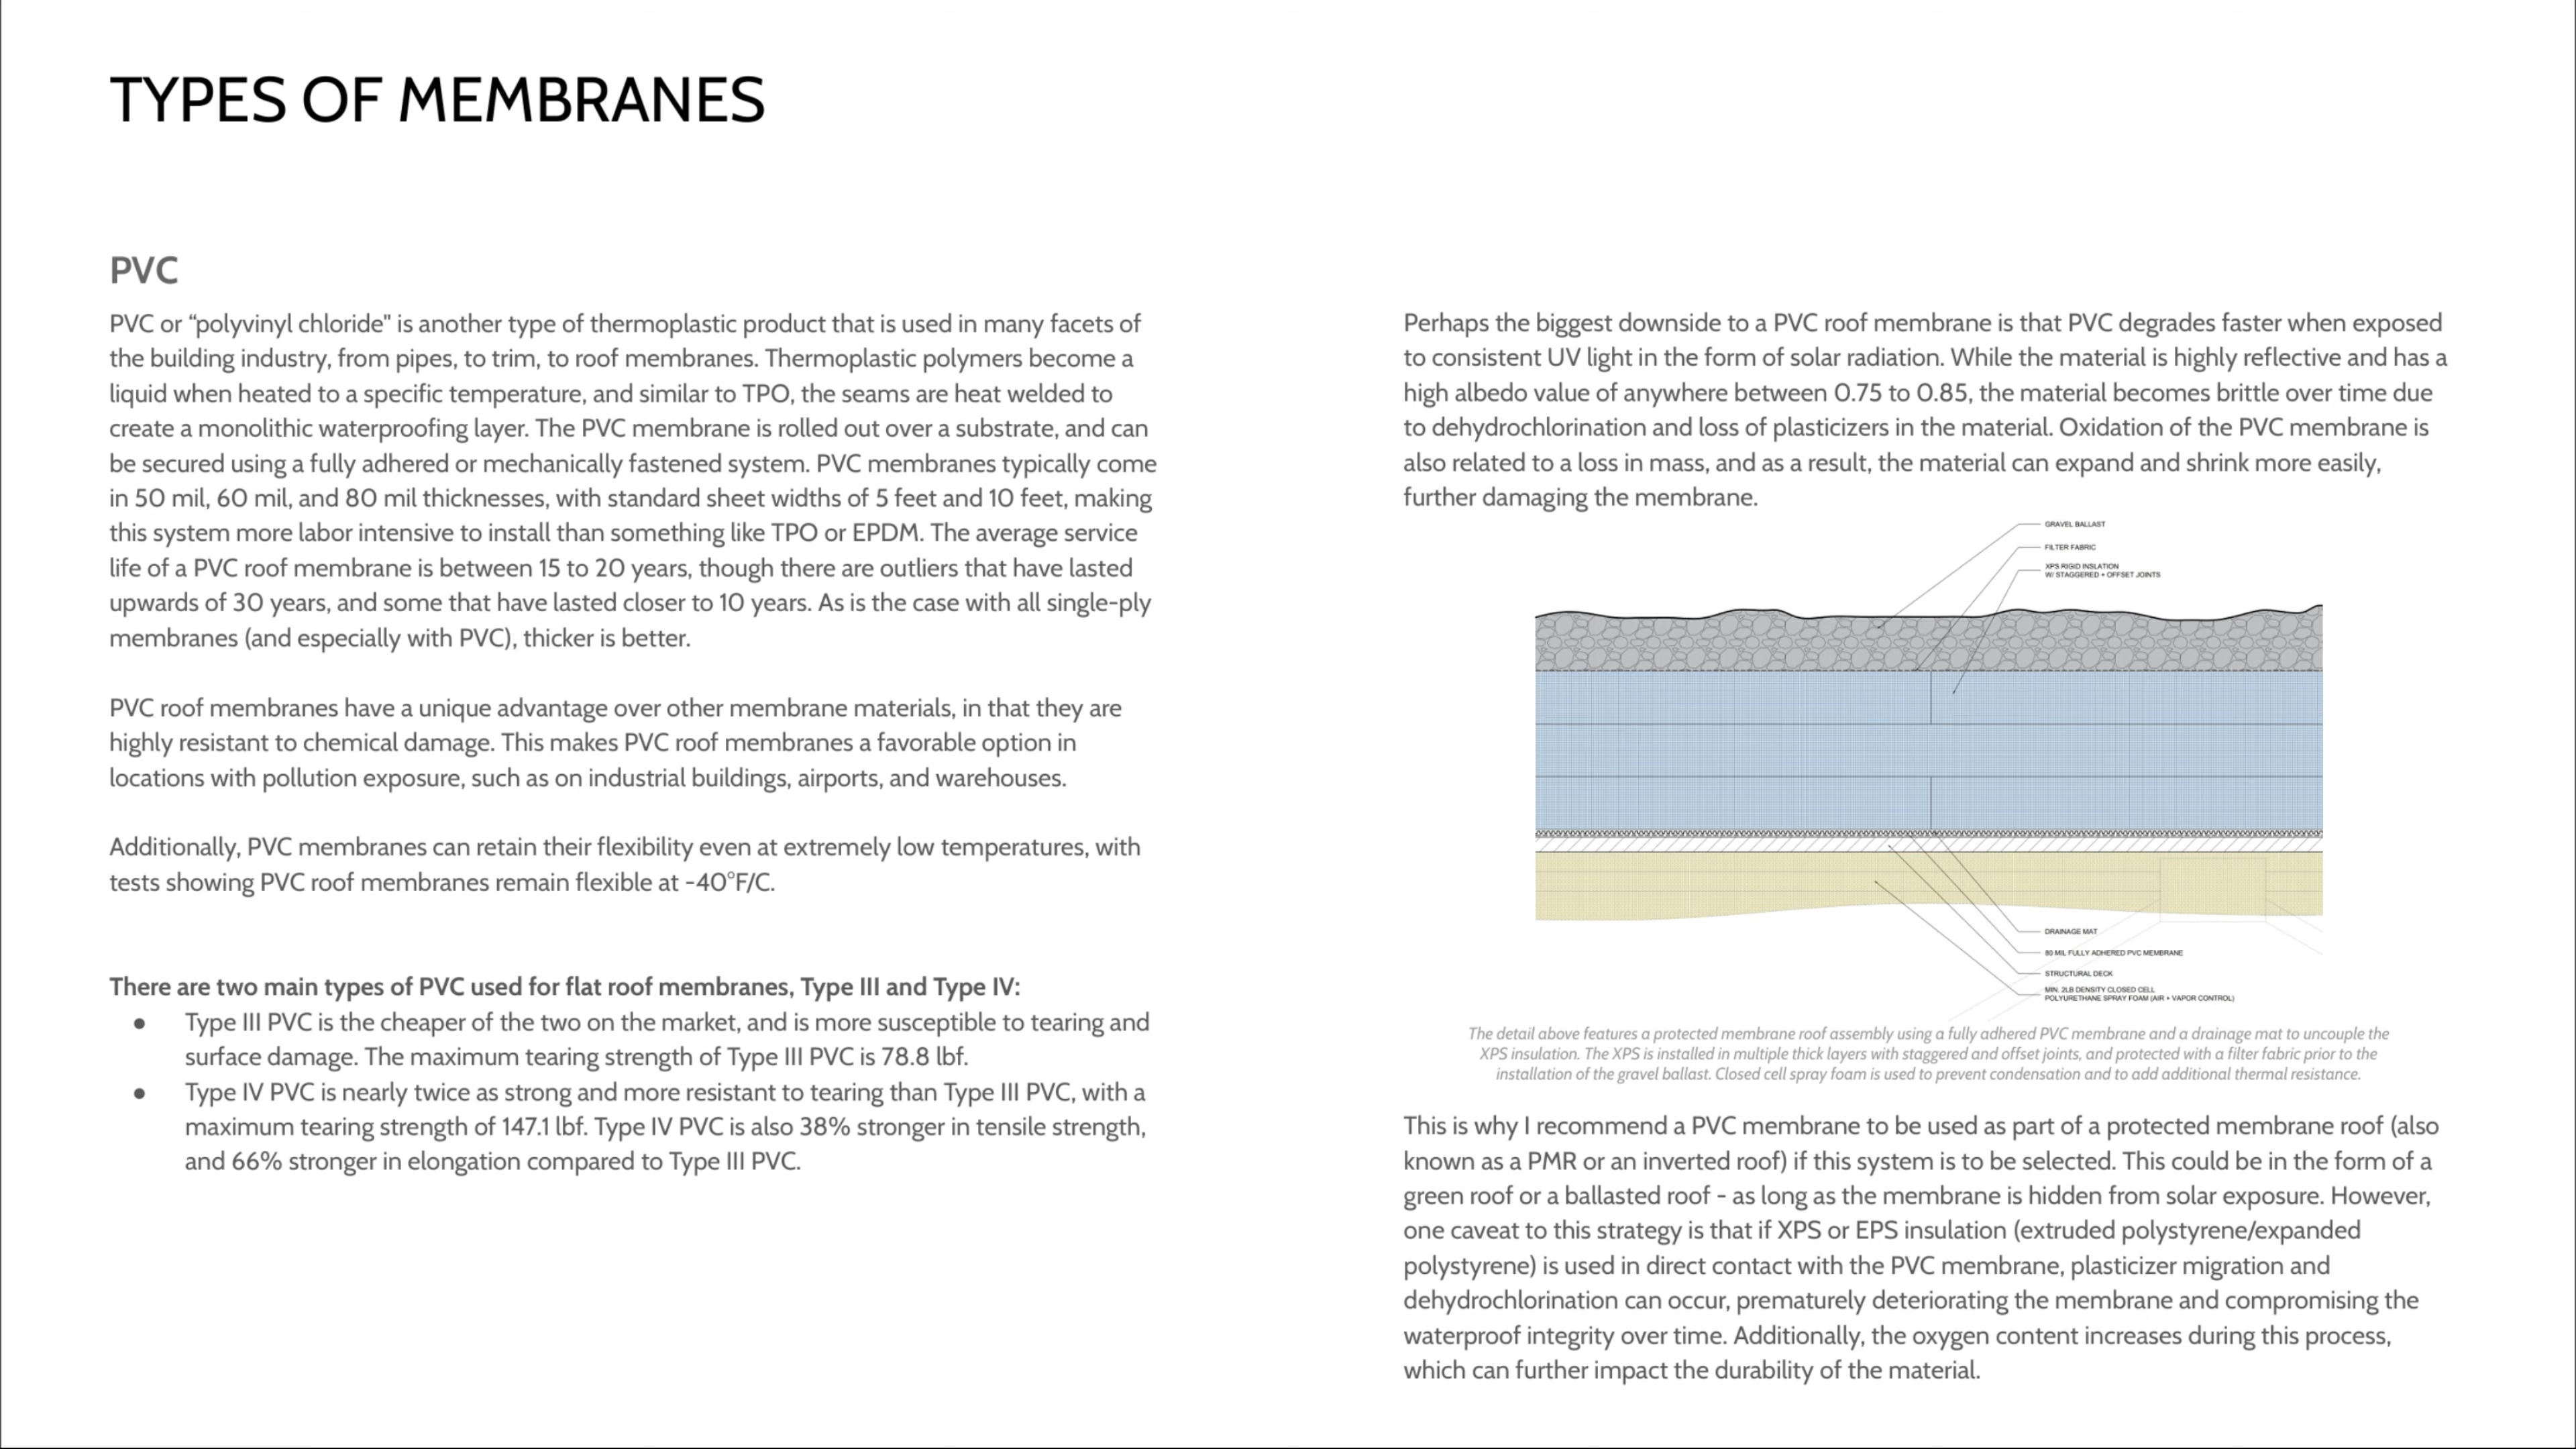 TYPES OF MEMBRANES
PVC
PVC or “polyvinyl chloride" is another type of thermoplastic product that is used in many facets of
the building industry, from pipes, to trim, to roof membranes. Thermoplastic polymers become a
liquid when heated to a specific temperature, and similar to TPO, the seams are heat welded to
create a monolithic waterproofing layer. The PVC membrane is rolled out over a substrate, and can
be secured using a fully adhered or mechanically fastened system. PVC membranes typically come
in 50 mil, 60 mil, and 80 mil thicknesses, with standard sheet widths of 5 feet and 10 feet, making
this system more labor intensive to install than something like TPO or EPDM. The average service
life of a PVC roof membrane is between 15 to 20 years, though there are outliers that have lasted
upwards of 30 years, and some that have lasted closer to 10 years. As is the case with all single-ply
membranes (and especially with PVC), thicker is better.
PVC roof membranes have a unique advantage over other membrane materials, in that they are
highly resistant to chemical damage. This makes PVC roof membranes a favorable option in
locations with pollution exposure, such as on industrial buildings, airports, and warehouses.
Additionally, PVC membranes can retain their flexibility even at extremely low temperatures, with
tests showing PVC roof membranes remain flexible at -40°F/C.
There are two main types of PVC used for flat roof membranes, Type III and Type IV:
● Type III PVC is the cheaper of the two on the market, and is more susceptible to tearing and
surface damage. The maximum tearing strength of Type III PVC is 78.8 lbf.
● Type IV PVC is nearly twice as strong and more resistant to tearing than Type III PVC, with a
maximum tearing strength of 147.1 lbf. Type IV PVC is also 38% stronger in tensile strength,
and 66% stronger in elongation compared to Type III PVC.
Perhaps the biggest downside to a PVC roof membrane is that PVC degrades faster when exposed
to consistent UV light in the form of solar radiation. While the material is highly reflective and has a
high albedo value of anywhere between 0.75 to 0.85, the material becomes brittle over time due
to dehydrochlorination and loss of plasticizers in the material. Oxidation of the PVC membrane is
also related to a loss in mass, and as a result, the material can expand and shrink more easily,
further damaging the membrane.
GRAVEL BALLAST
FILTER FABRIC
XPS RIGID INSLATION
W/ STAGGERED + OFFSET JOINTS
DRAINAGE MAT
80 MIL FULLY ADHERED PVC MEMBRANE
STRUCTURAL DECK
MIN. 2LB DENSITY CLOSED CELL
POLYURETHANE SPRAY FOAM (AIR + VAPOR CONTROL)
The detail above features a protected membrane roof assembly using a fully adhered PVC membrane and a drainage mat to uncouple the
XPS insulation. The XPS is installed in multiple thick layers with staggered and offset joints, and protected with a filter fabric prior to the
installation of the gravel ballast. Closed cell spray foam is used to prevent condensation and to add additional thermal resistance.
This is why I recommend a PVC membrane to be used as part of a protected membrane roof (also
known as a PMR or an inverted roof) if this system is to be selected. This could be in the form of a
green roof or a ballasted roof - as long as the membrane is hidden from solar exposure. However,
one caveat to this strategy is that if XPS or EPS insulation (extruded polystyrene/expanded
polystyrene) is used in direct contact with the PVC membrane, plasticizer migration and
dehydrochlorination can occur, prematurely deteriorating the membrane and compromising the
waterproof integrity over time. Additionally, the oxygen content increases during this process,
which can further impact the durability of the material.